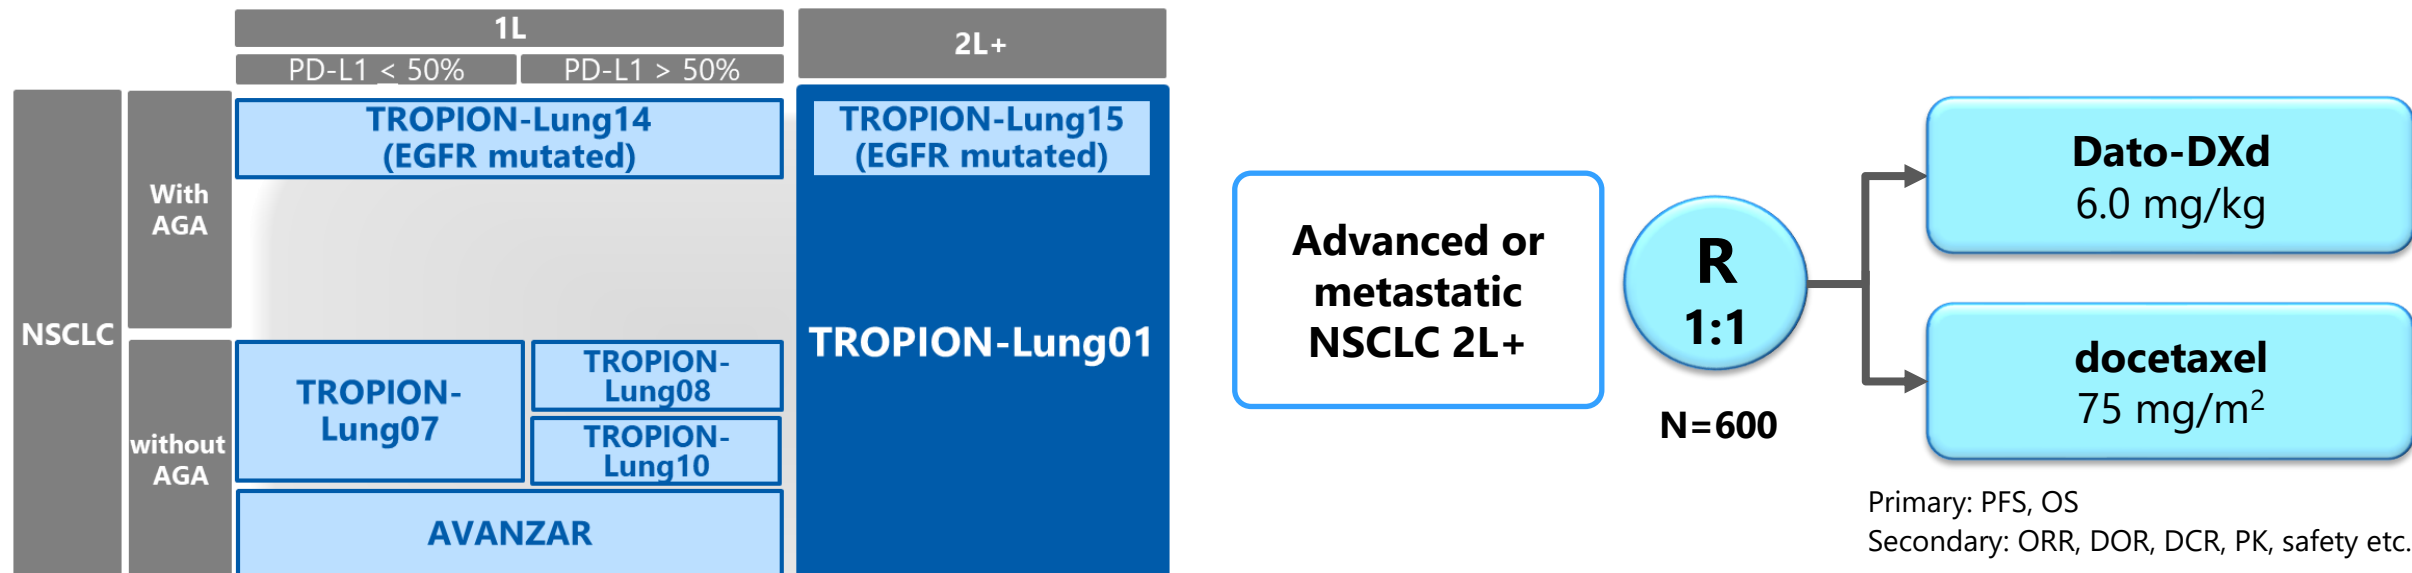 1L
2L+
PD-L1 < 50%
PD-L1 > 50%
NSCLC
With
AGA
TROPION-Lung14
(EGFR mutated)
TROPION-Lung15
(EGFR mutated)
without
AGA
TROPION-
Lung07
TROPION-
Lung08
TROPION-
Lung10
AVANZAR
TROPION-Lung01
Advanced or
metastatic
NSCLC 2L+
R
1:1
N=600
Dato-DXd
6.0 mg/kg
docetaxel
75 mg/m²
Primary: PFS, OS
Secondary: ORR, DOR, DCR, PK, safety etc.